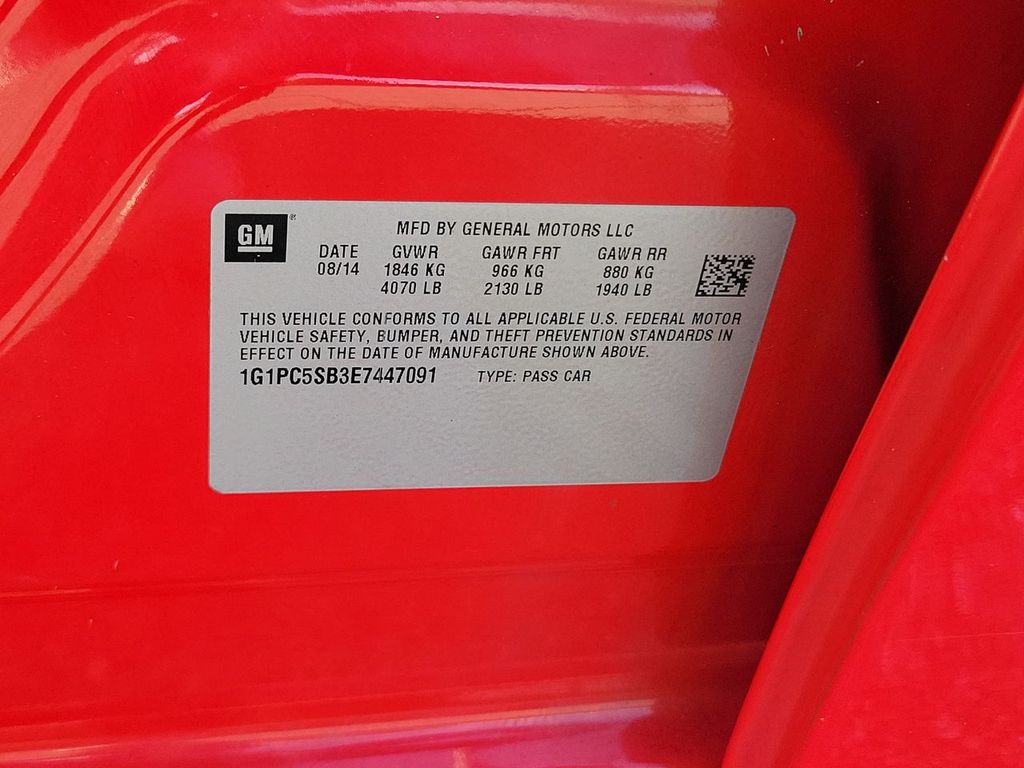 GM®
MFD BY GENERAL MOTORS LLC
DATE GVWR GAWR FRT GAWR RR
08/14 1846 KG 966 KG 880 KG
4070 LB 2130 LB 1940 LB
THIS VEHICLE CONFORMS TO ALL APPLICABLE U.S. FEDERAL MOTOR
VEHICLE SAFETY, BUMPER, AND THEFT PREVENTION STANDARDS IN
EFFECT ON THE DATE OF MANUFACTURE SHOWN ABOVE.
1G1PC5SB3E7447091 TYPE: PASS CAR